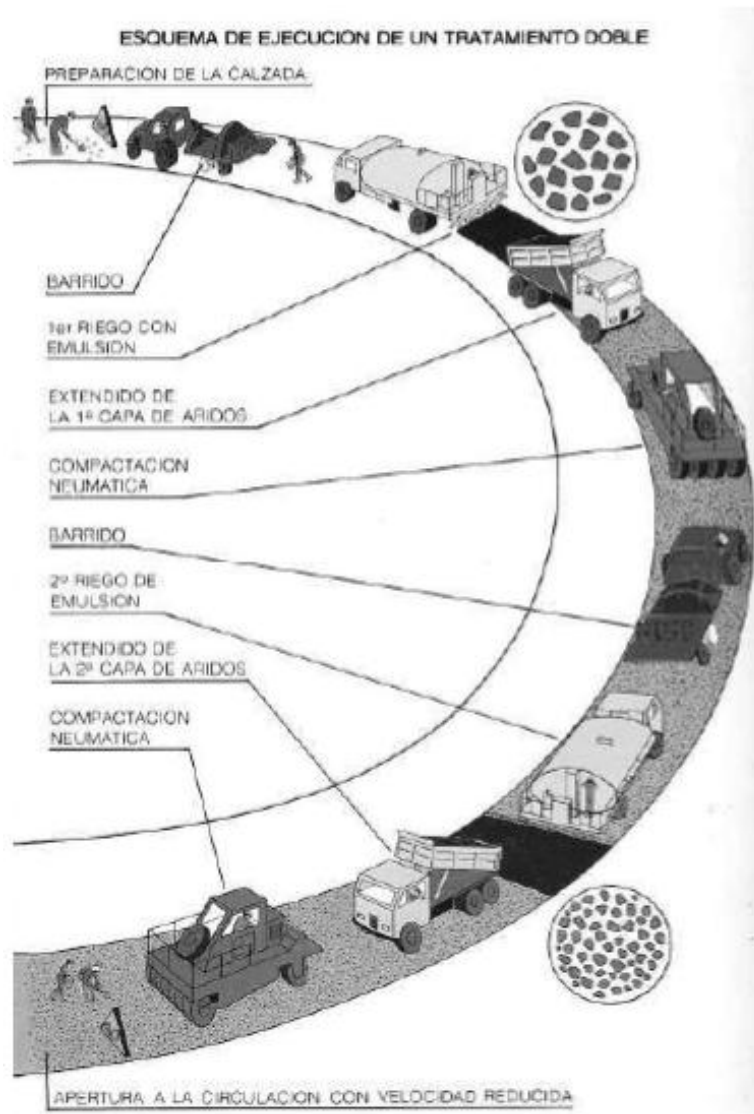 ESQUEMA DE EJECUCION DE UN TRATAMIENTO DOBLE
PREPARACION DE LA CALZADA
BARRIDO
1er RIEGO CON
EMULSION
EXTENDIDO DE
LA 1ª CAPA DE ARIDOS
COMPACTACION
NEUMATICA
BARRIDO
2º RIEGO DE
EMULSION
EXTENDIDO DE
LA 2ª CAPA DE ARIDOS
COMPACTACION
NEUMATICA
APERTURA A LA CIRCULACION CON VELOCIDAD REDUCIDA